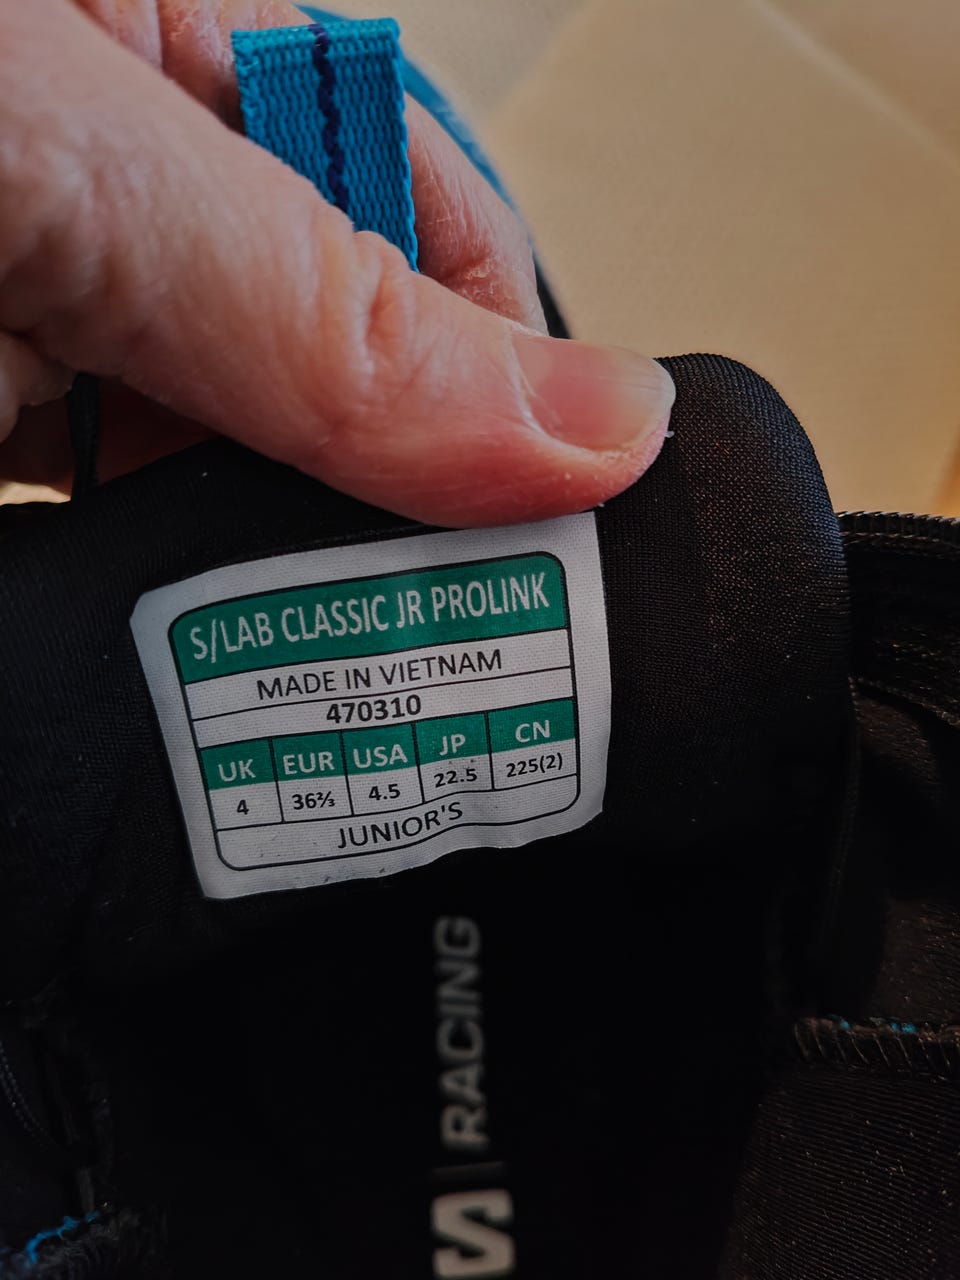 S/LAB CLASSIC JR PROLINK
MADE IN VIETNAM
470310
UK EUR USA JP CN
4 36⅔ 4.5 22.5 225(2)
JUNIOR'S
RACING